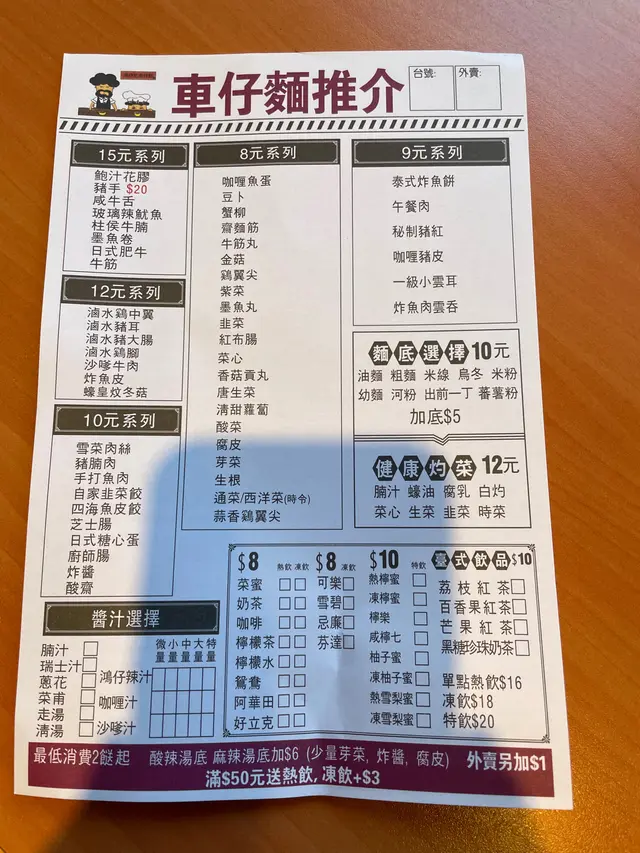 車仔麵推介
台號:
外賣:
15元系列
鮑汁花膠
豬手 $20
咸牛舌
玻璃辣魷魚
柱侯牛腩
墨魚卷
日式肥牛
牛筋
12元系列
滷水鷄中翼
滷水豬耳
滷水豬大腸
滷水鷄腳
沙嗲牛肉
炸魚皮
蠔皇炆冬菇
10元系列
雪菜肉絲
豬腩肉
手打魚肉
自家韭菜餃
四海魚皮餃
芝士腸
日式糖心蛋
廚師腸
炸醬
酸齋
8元系列
咖喱魚蛋
豆卜
蟹柳
齋麵筋
牛筋丸
金菇
鷄翼尖
紫菜
墨魚丸
韭菜
紅布腸
菜心
香菇貢丸
唐生菜
清甜蘿蔔
酸菜
腐皮
芽菜
生根
通菜/西洋菜(時令)
蒜香鷄翼尖
9元系列
泰式炸魚餅
午餐肉
秘制豬紅
咖喱豬皮
一級小雲耳
炸魚肉雲吞
麵底選擇10元
油麵 粗麵 米線 烏冬 米粉
幼麵 河粉 出前一丁 蕃薯粉
加底$5
健康灼菜 12元
腩汁 蠔油 腐乳 白灼
菜心 生菜 韭菜 時菜
醬汁選擇
腩汁
瑞士汁
蔥花
菜甫
走湯
清湯
微量 小量 中量 大量 特量
鴻仔辣汁
咖喱汁
沙嗲汁
$8 熱飲 凍飲
菜蜜
奶茶
咖啡
檸檬茶
檸檬水
鴛鴦
阿華田
好立克
$8 凍飲
可樂
雪碧
忌廉
芬達
$10 特飲
熱檸蜜
凍檸蜜
檸樂
咸檸七
柚子蜜
凍柚子蜜
熱雪梨蜜
凍雪梨蜜
臺式飲品$10
荔枝紅茶
百香果紅茶
芒果紅茶
黑糖珍珠奶茶
單點熱飲$16
凍飲$18
特飲$20
最低消費2餸起 酸辣湯底 麻辣湯底加$6 (少量芽菜, 炸醬, 腐皮) 外賣另加$1
滿$50元送熱飲, 凍飲+$3